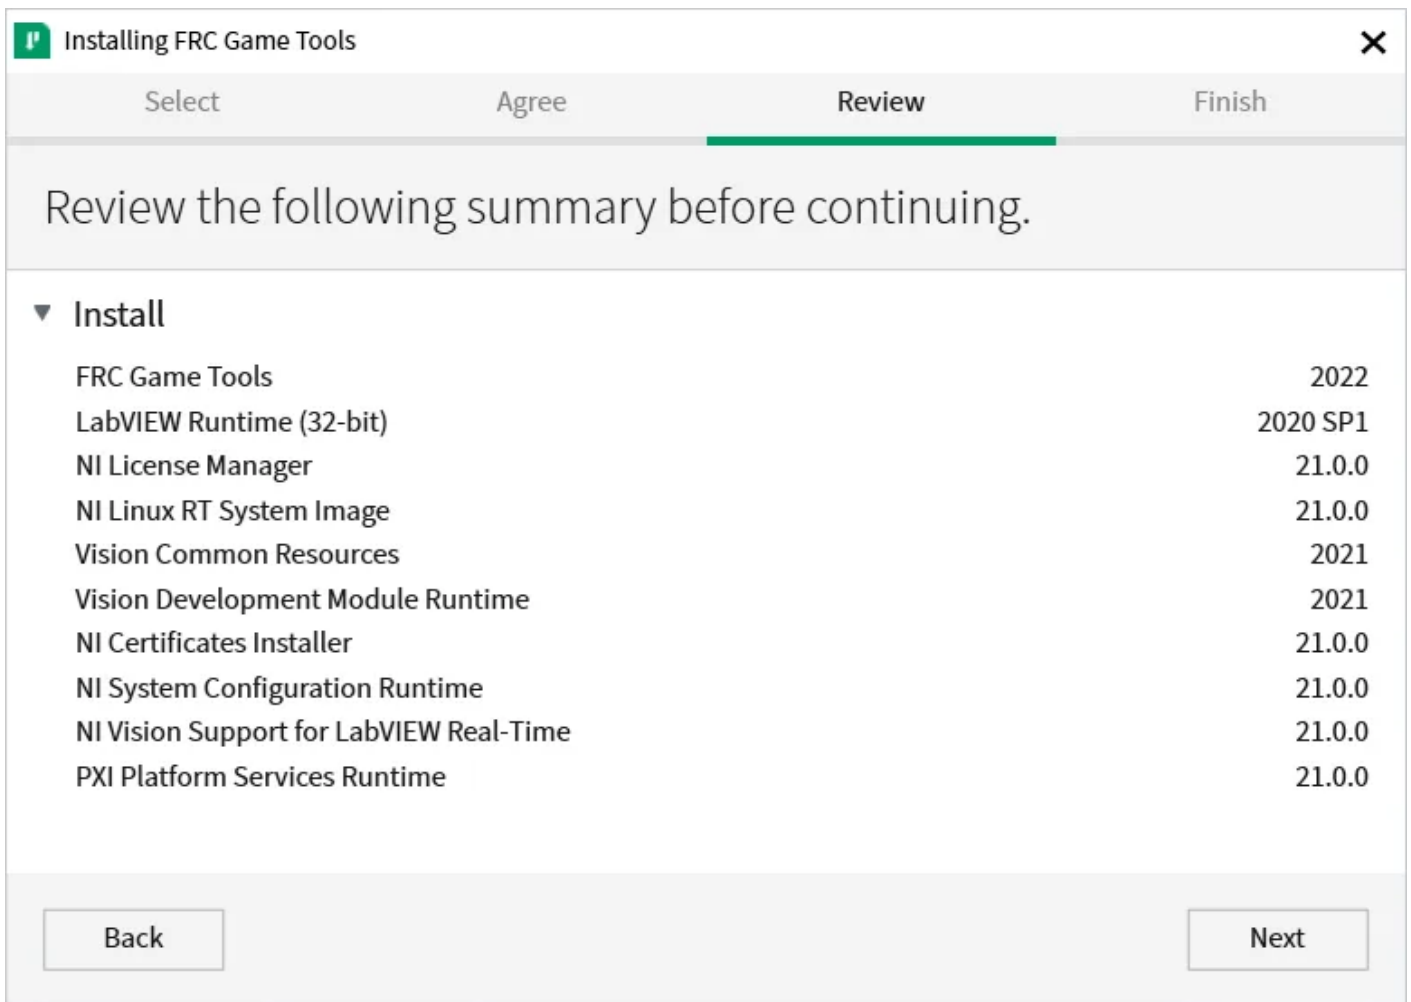 Installing FRC Game Tools
Select Agree Review Finish
Review the following summary before continuing.
Install
FRC Game Tools 2022
LabVIEW Runtime (32-bit) 2020 SP1
NI License Manager 21.0.0
NI Linux RT System Image 21.0.0
Vision Common Resources 2021
Vision Development Module Runtime 2021
NI Certificates Installer 21.0.0
NI System Configuration Runtime 21.0.0
NI Vision Support for LabVIEW Real-Time 21.0.0
PXI Platform Services Runtime 21.0.0
Back Next